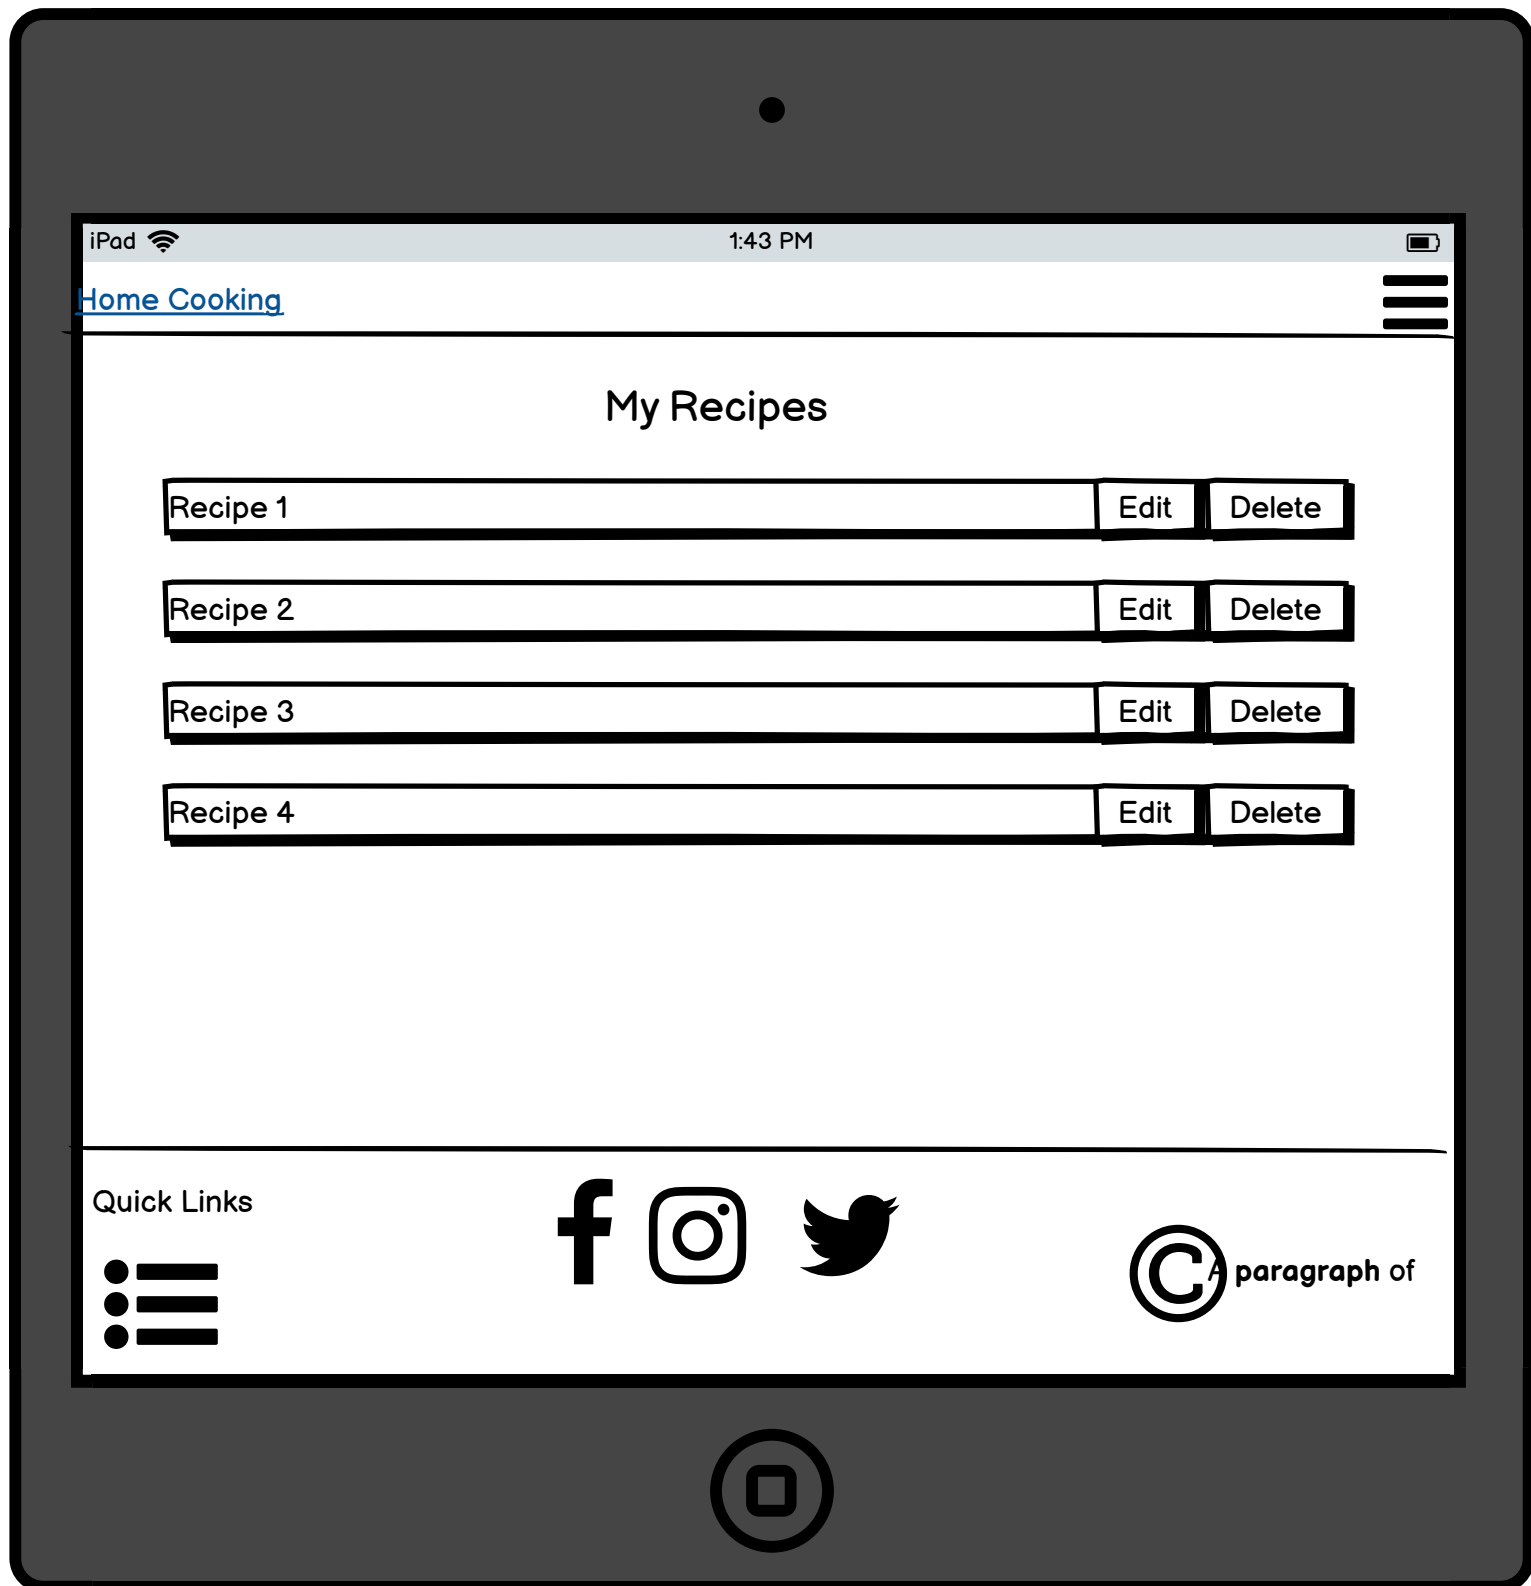 iPad 1:43 PM
Home Cooking
My Recipes
Recipe 1 Edit Delete
Recipe 2 Edit Delete
Recipe 3 Edit Delete
Recipe 4 Edit Delete
Quick Links
© A paragraph of